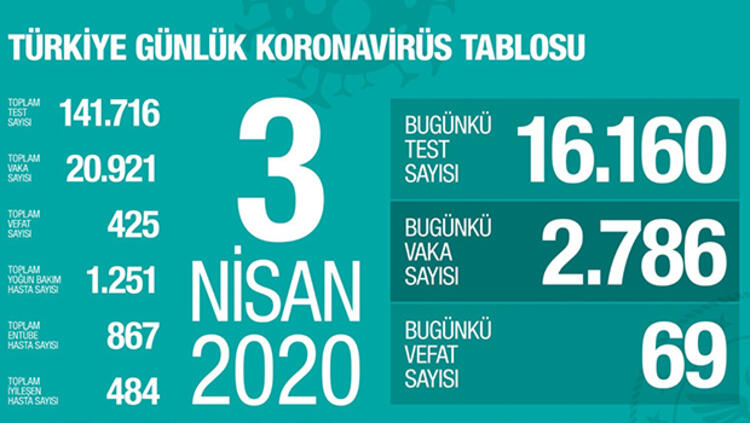 TÜRKİYE GÜNLÜK KORONAVİRÜS TABLOSU
TOPLAM
TEST
SAYISI
141.716
TOPLAM
VAKA
SAYISI
20.921
TOPLAM
VEFAT
SAYISI
425
TOPLAM
YOĞUN BAKIM
HASTA SAYISI
1.251
TOPLAM
ENTUBE
HASTA SAYISI
867
TOPLAM
İYİLEŞEN
HASTA SAYISI
484
3
NİSAN
2020
BUGÜNKÜ
TEST
SAYISI
16.160
BUGÜNKÜ
VAKA
SAYISI
2.786
BUGÜNKÜ
VEFAT
SAYISI
69